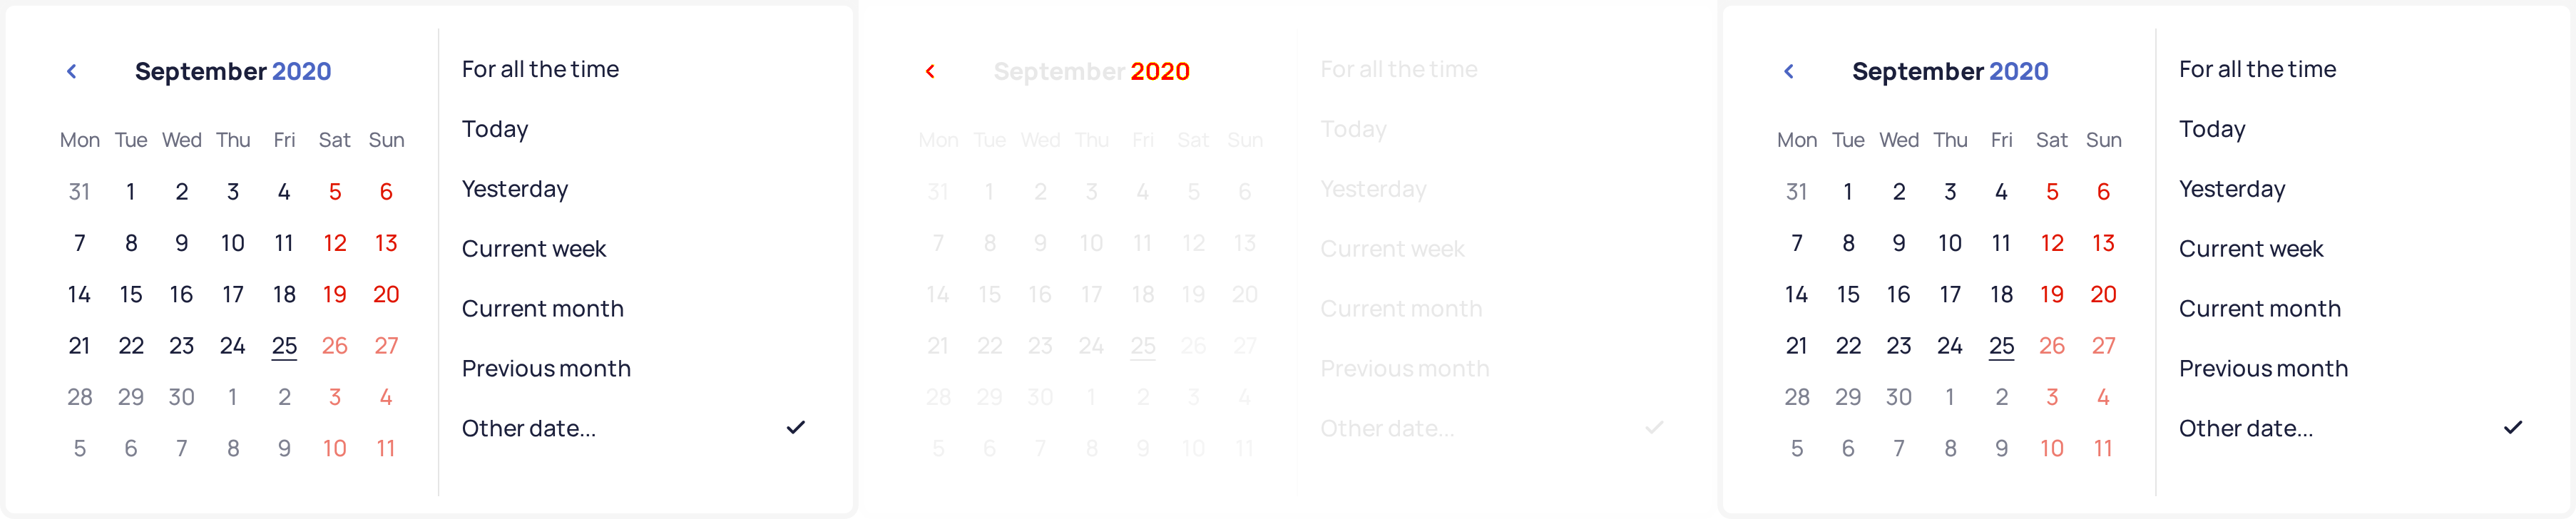 September 2020
Mon Tue Wed Thu Fri Sat Sun
31 1 2 3 4 5 6
7 8 9 10 11 12 13
14 15 16 17 18 19 20
21 22 23 24 25 26 27
28 29 30 1 2 3 4
5 6 7 8 9 10 11
For all the time
Today
Yesterday
Current week
Current month
Previous month
Other date...
September 2020
Mon Tue Wed Thu Fri Sat Sun
31 1 2 3 4 5 6
7 8 9 10 11 12 13
14 15 16 17 18 19 20
21 22 23 24 25 26 27
28 29 30 1 2 3 4
5 6 7 8 9 10 11
For all the time
Today
Yesterday
Current week
Current month
Previous month
Other date...
September 2020
Mon Tue Wed Thu Fri Sat Sun
31 1 2 3 4 5 6
7 8 9 10 11 12 13
14 15 16 17 18 19 20
21 22 23 24 25 26 27
28 29 30 1 2 3 4
5 6 7 8 9 10 11
For all the time
Today
Yesterday
Current week
Current month
Previous month
Other date...